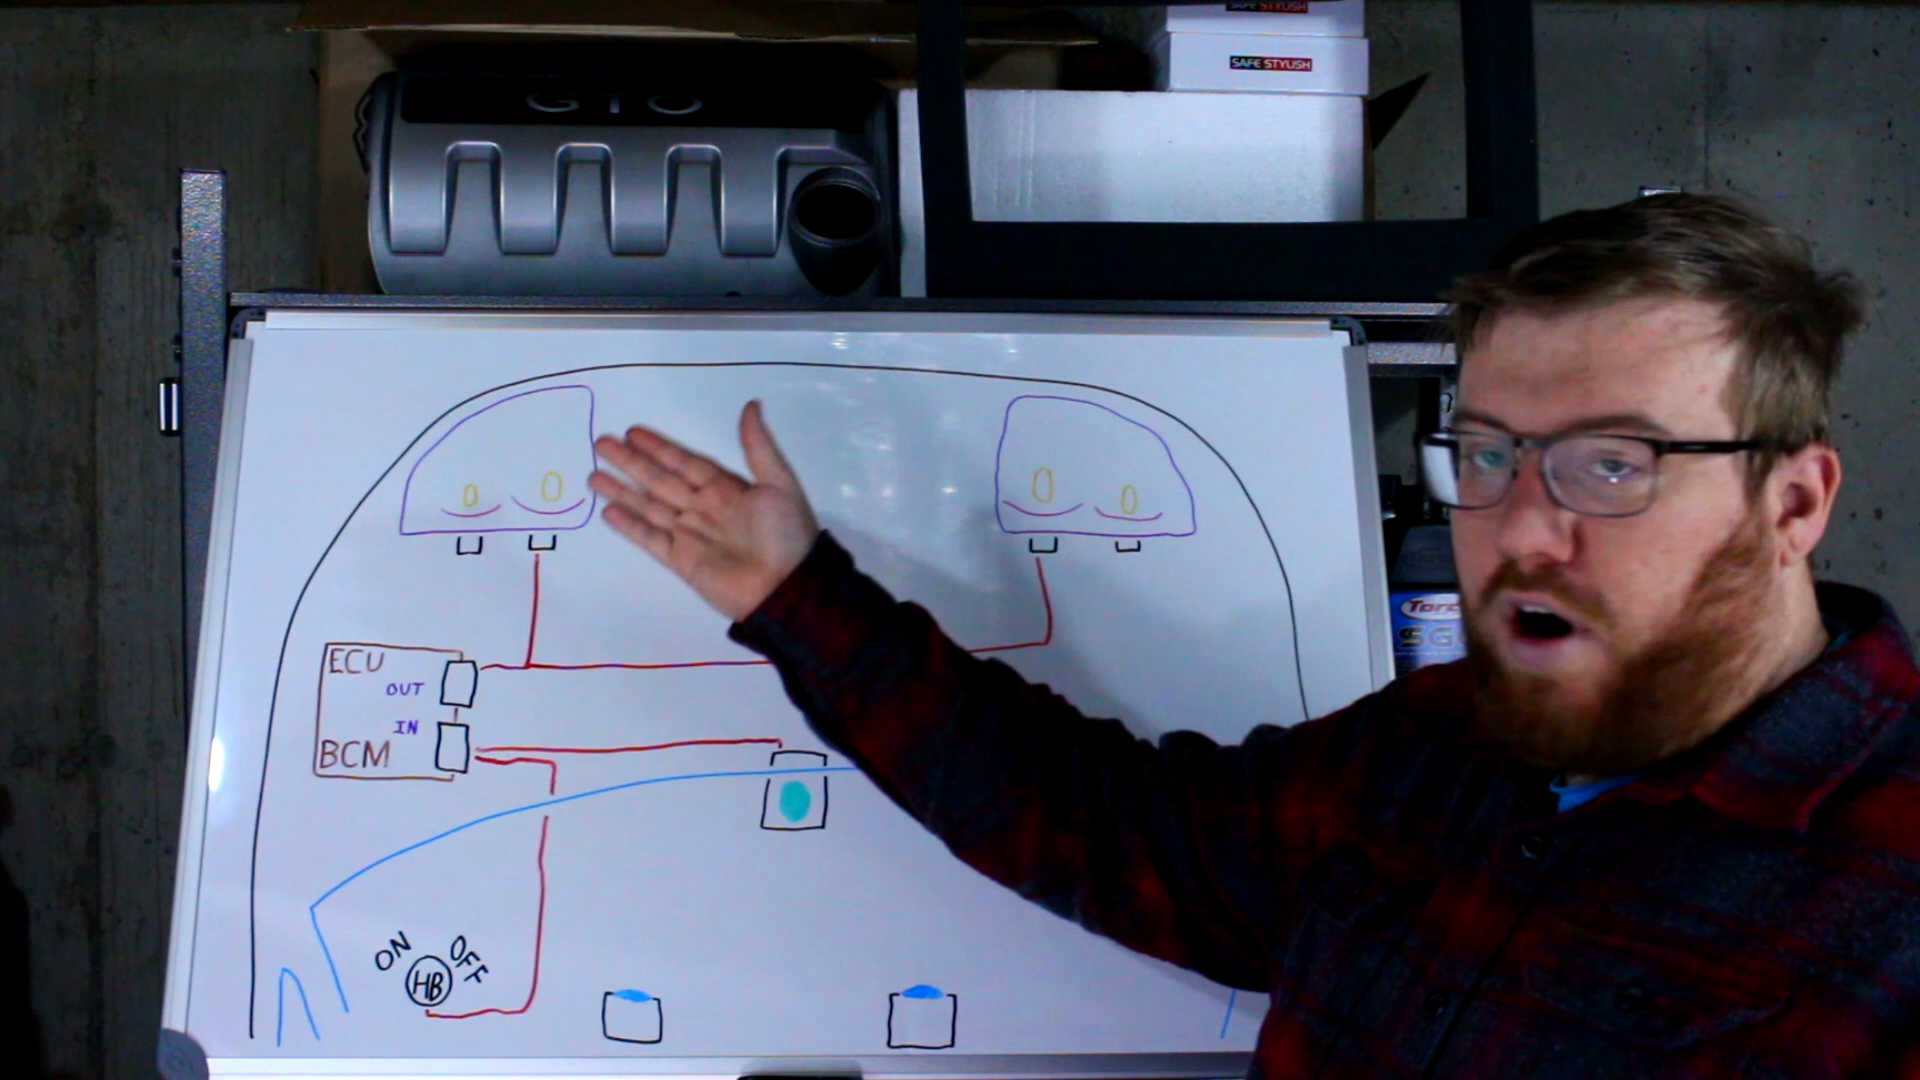 SAFE STYLISH
SAFE STYLISH
GTO
ECU
OUT
IN
BCM
ON
OFF
HB